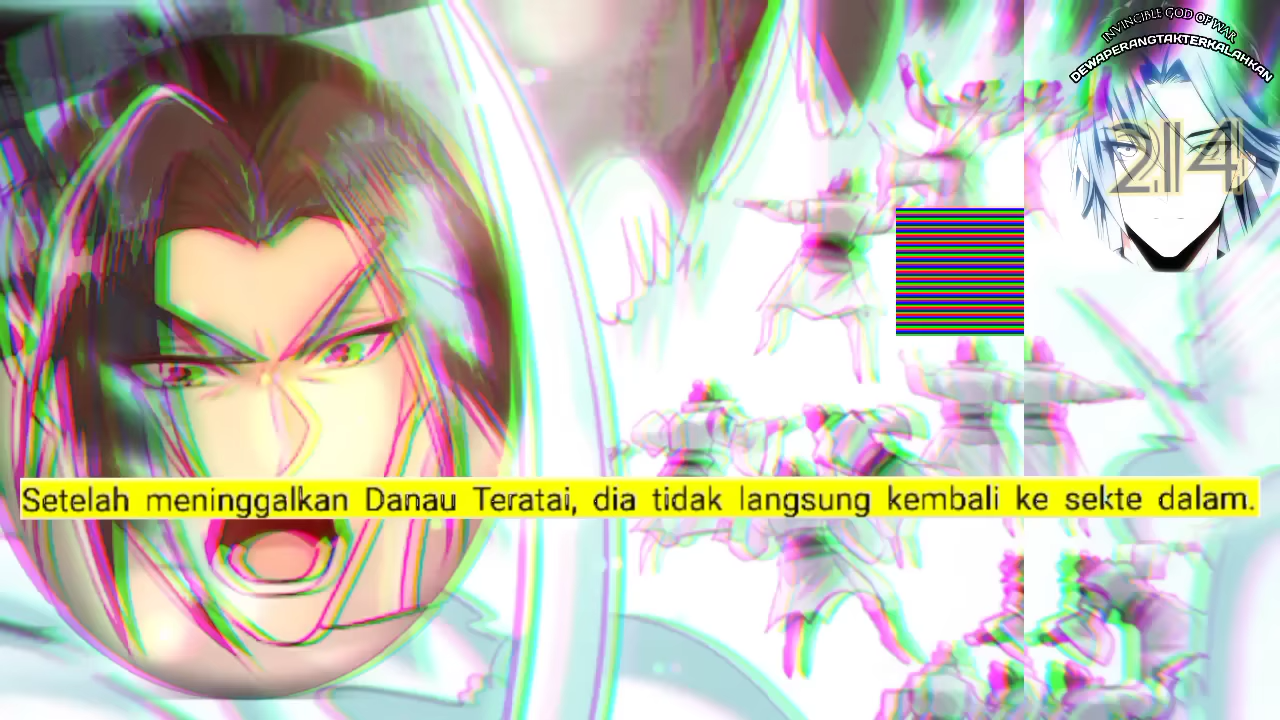 INVINCIBLE GOD OF WAR
DEWAPERANGTAKTERKALAHKAN
214
Setelah meninggalkan Danau Teratai, dia tidak langsung kembali ke sekte dalam.